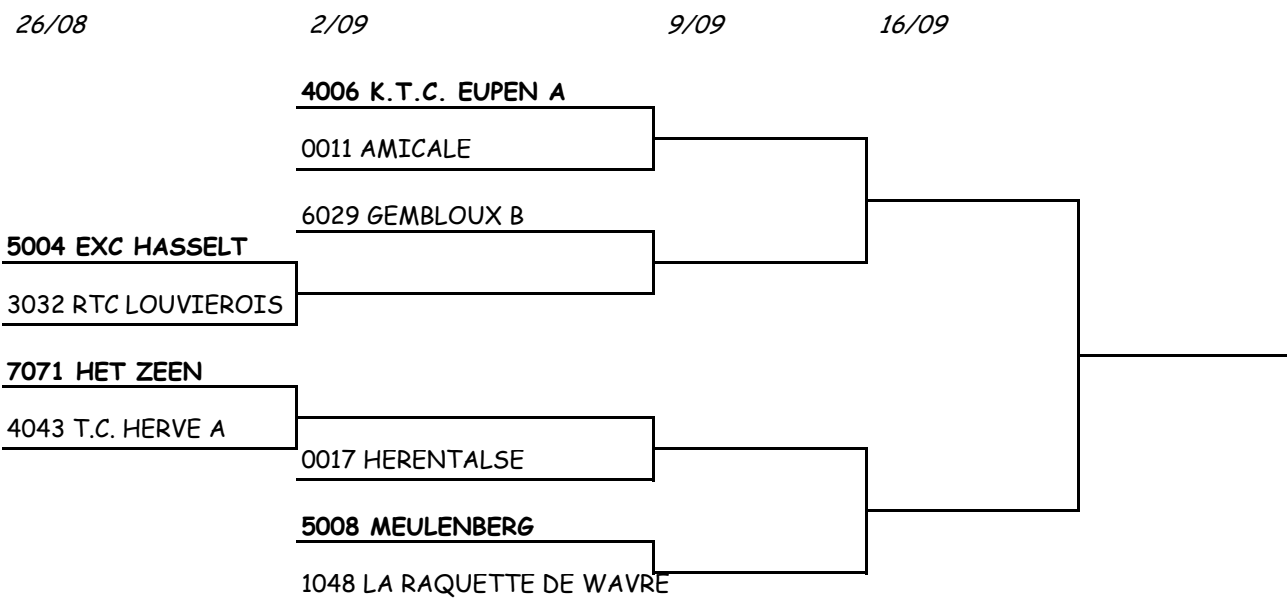 26/08 2/09 9/09 16/09
4006 K.T.C. EUPEN A
0011 AMICALE
6029 GEMBLOUX B
5004 EXC HASSELT
3032 RTC LOUVIEROIS
7071 HET ZEEN
4043 T.C. HERVE A
0017 HERENTALSE
5008 MEULENBERG
1048 LA RAQUETTE DE WAVRE